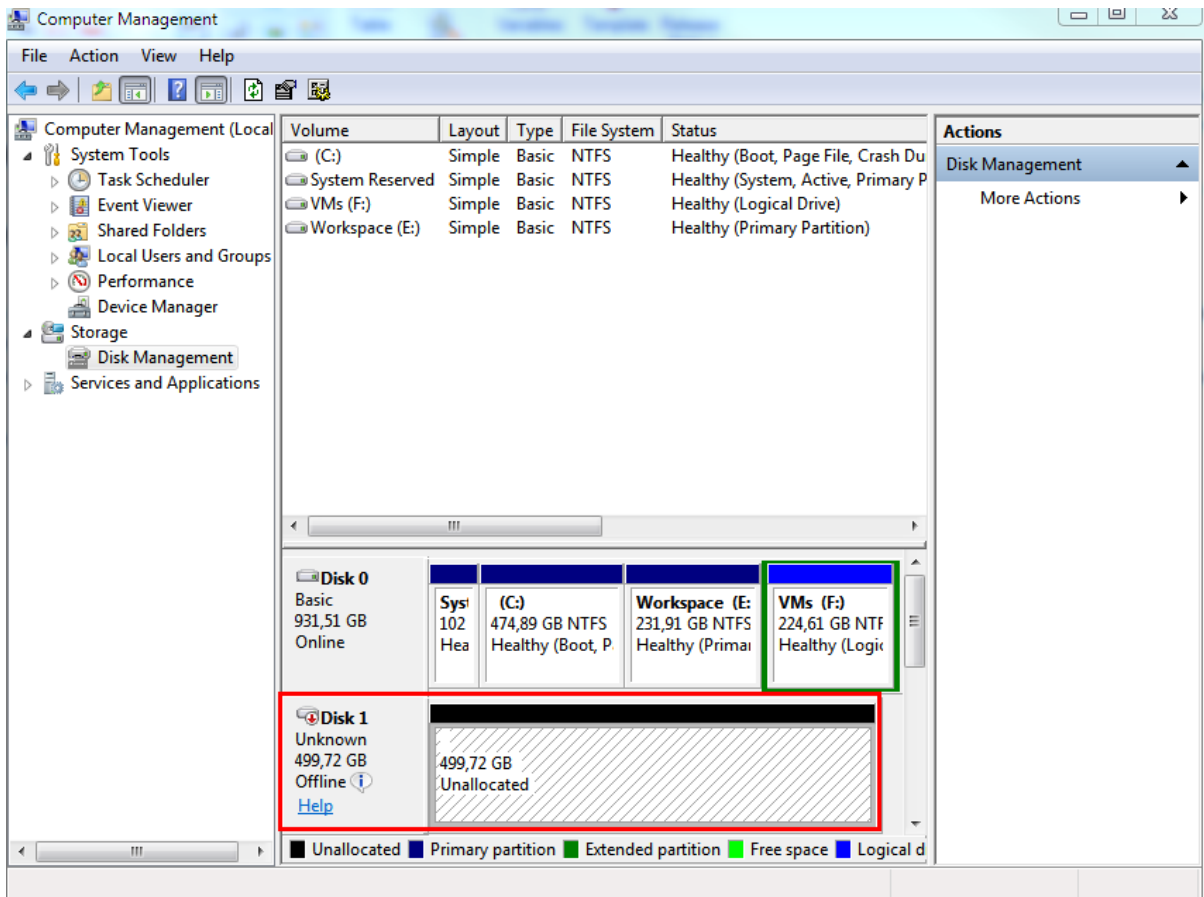 Computer Management
File Action View Help
Computer Management (Local
System Tools
Task Scheduler
Event Viewer
Shared Folders
Local Users and Groups
Performance
Device Manager
Storage
Disk Management
Services and Applications
Volume Layout Type File System Status
(C:) Simple Basic NTFS Healthy (Boot, Page File, Crash Du
System Reserved Simple Basic NTFS Healthy (System, Active, Primary P
VMs (F:) Simple Basic NTFS Healthy (Logical Drive)
Workspace (E:) Simple Basic NTFS Healthy (Primary Partition)
Disk 0
Basic
931,51 GB
Online
Syst
102
Hea
(C:)
474,89 GB NTFS
Healthy (Boot, P
Workspace (E:
231,91 GB NTFS
Healthy (Primar
VMs (F:)
224,61 GB NTF
Healthy (Logic
Disk 1
Unknown
499,72 GB
Offline
Help
499,72 GB
Unallocated
Unallocated Primary partition Extended partition Free space Logical d
Actions
Disk Management
More Actions